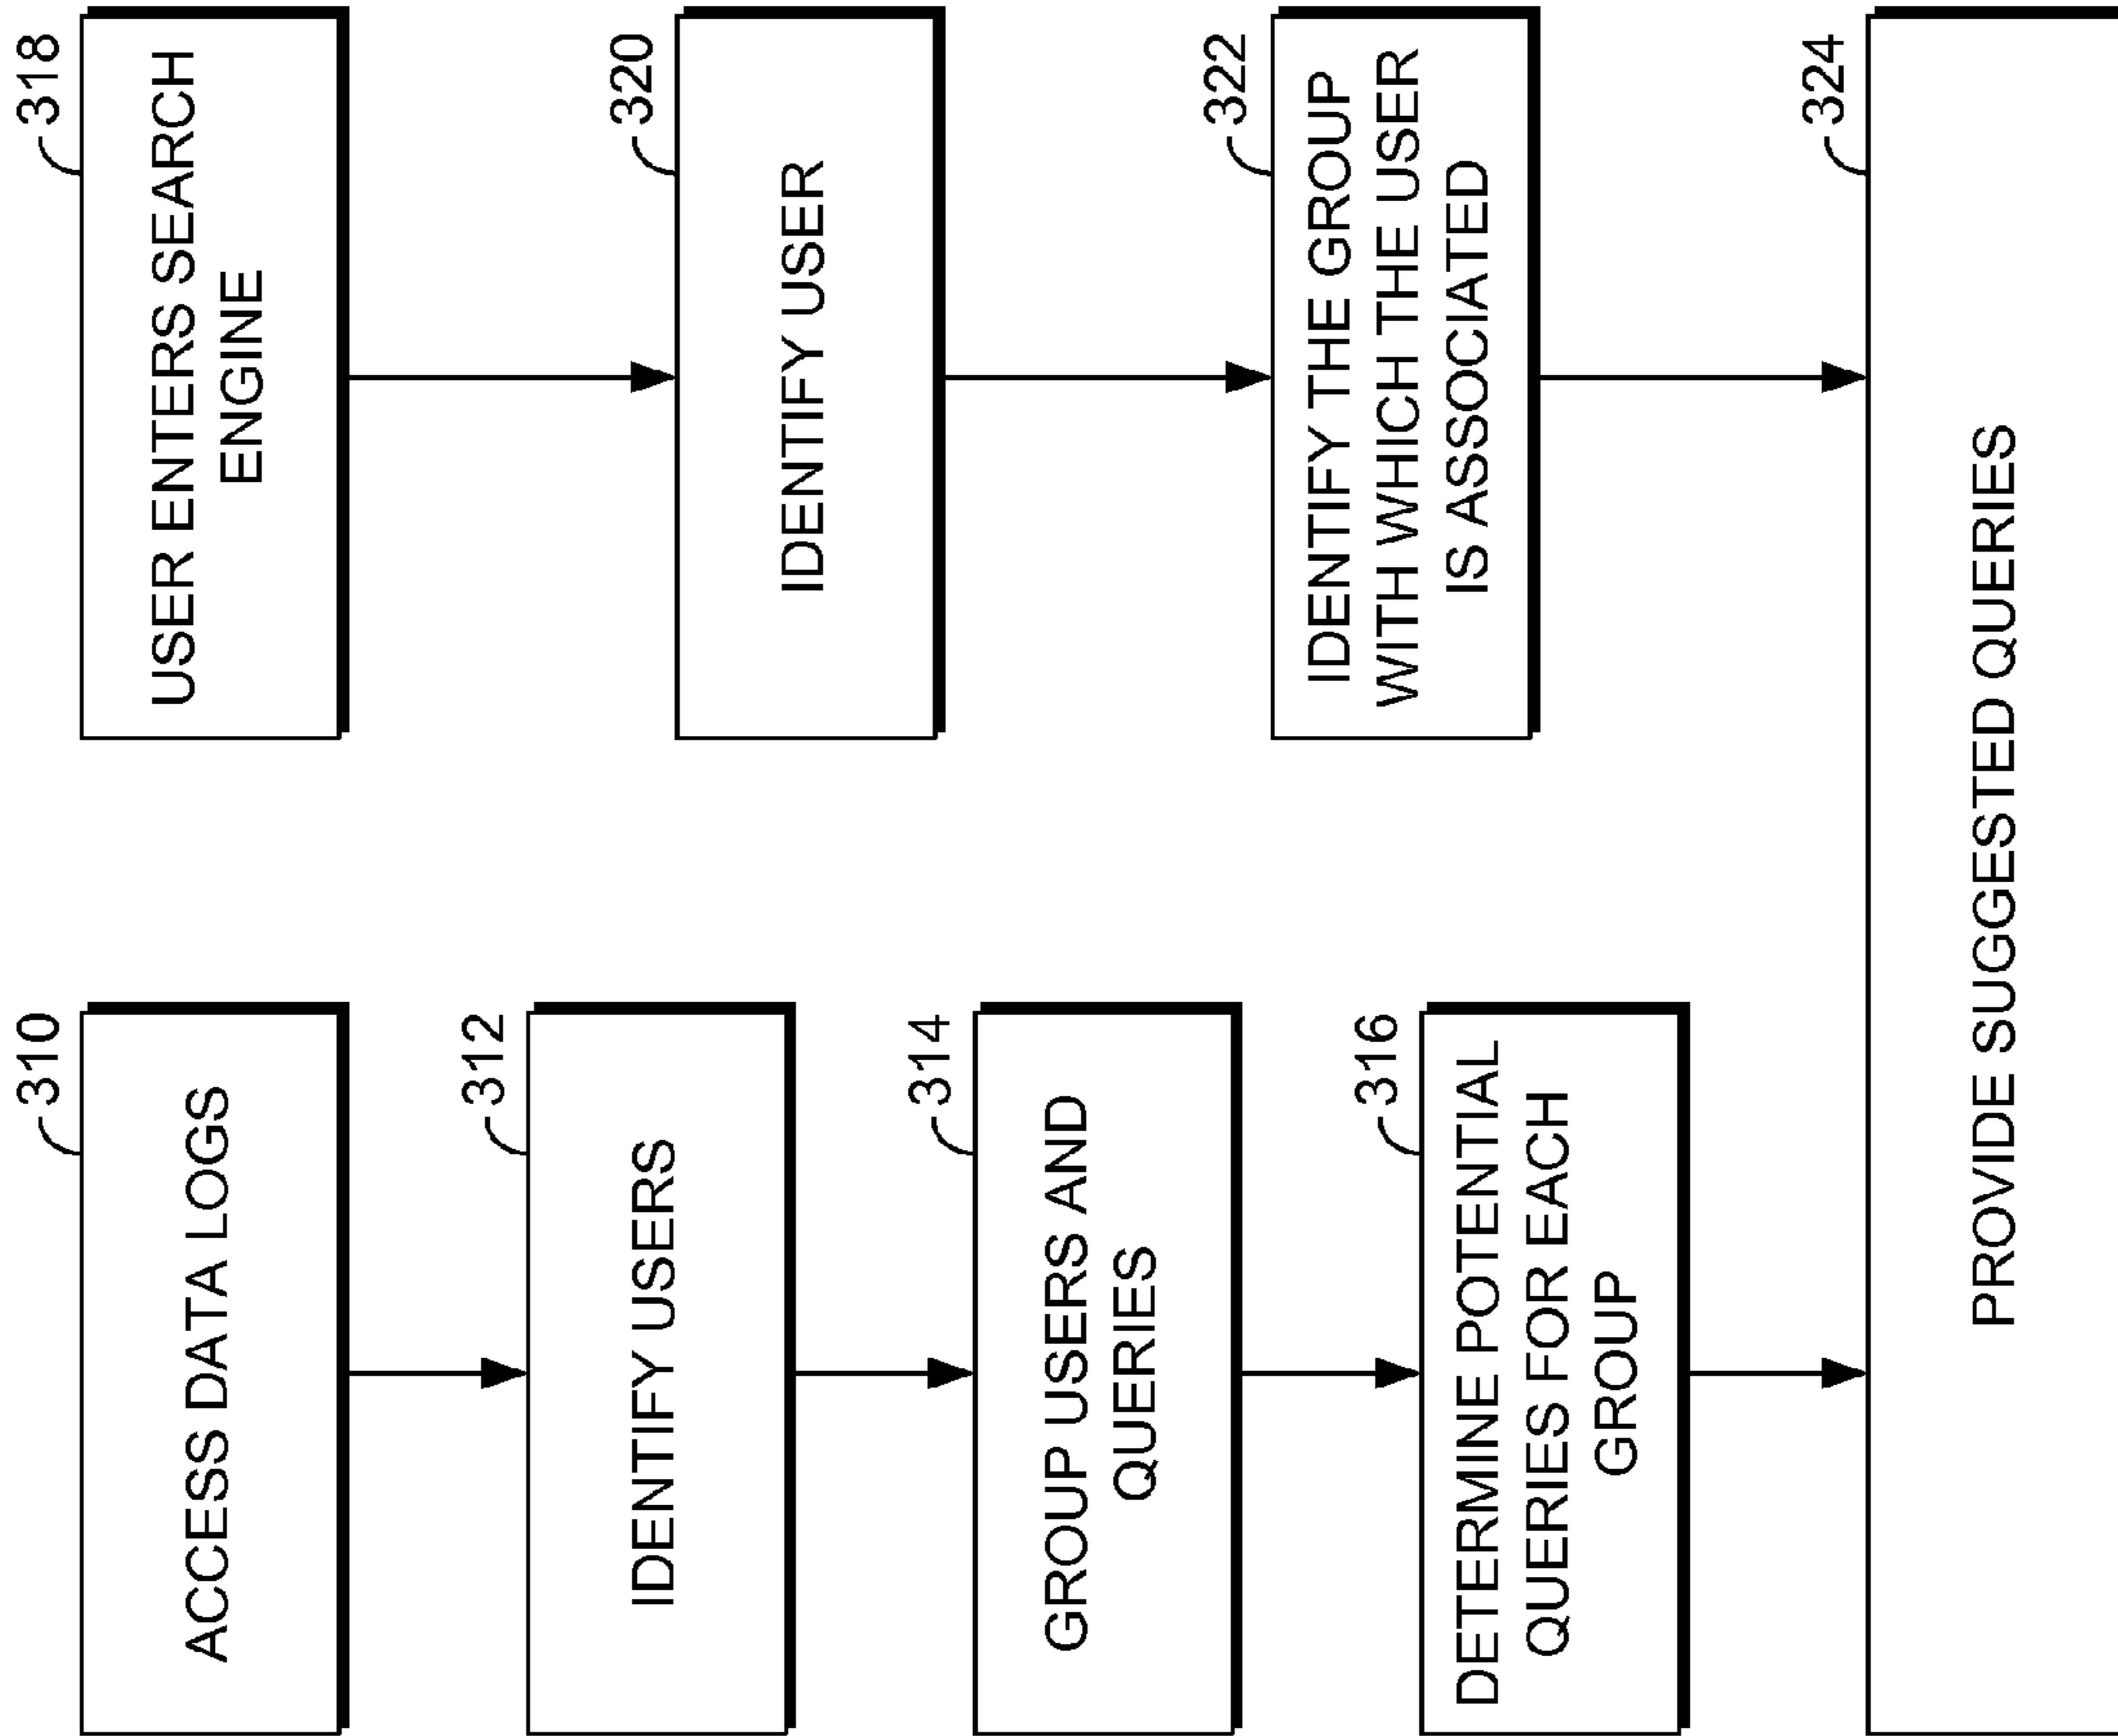 310
ACCESS DATA LOGS
312
IDENTIFY USERS
314
GROUP USERS AND
QUERIES
316
DETERMINE POTENTIAL
QUERIES FOR EACH
GROUP
318
USER ENTERS SEARCH
ENGINE
320
IDENTIFY USER
322
IDENTIFY THE GROUP
WITH WHICH THE USER
IS ASSOCIATED
324
PROVIDE SUGGESTED QUERIES